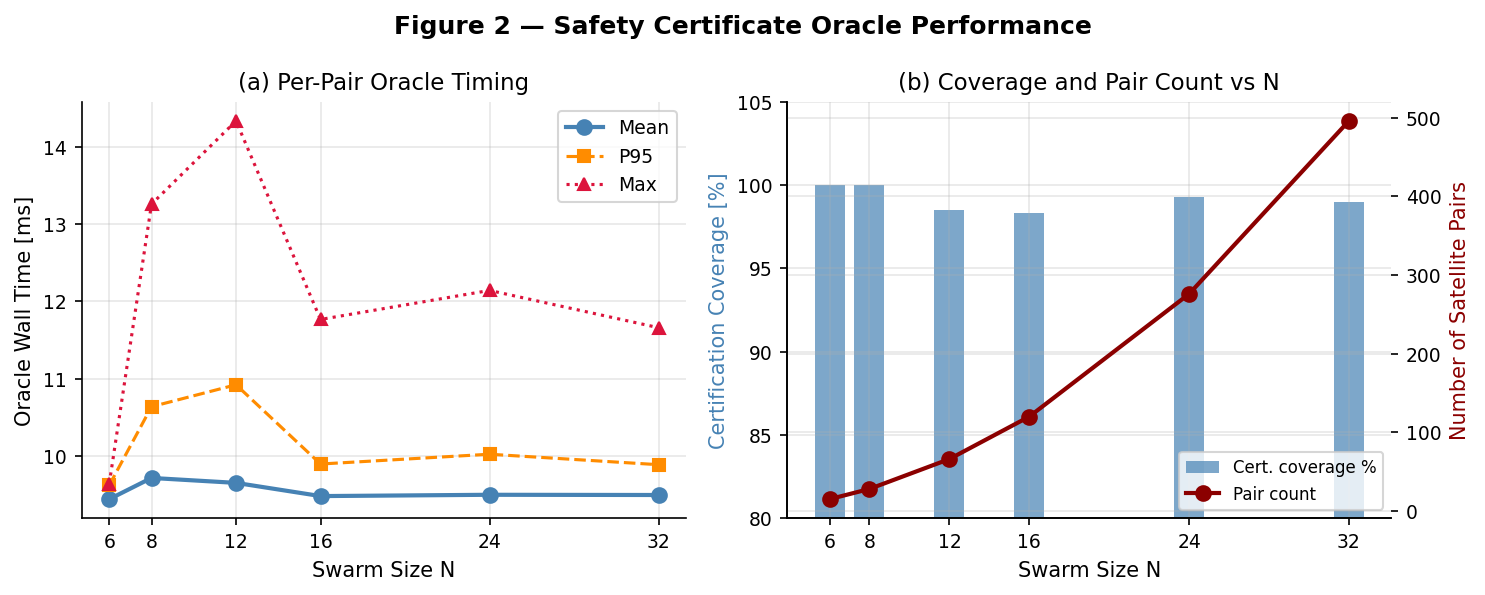 Figure 2 — Safety Certificate Oracle Performance
(a) Per-Pair Oracle Timing
Oracle Wall Time [ms]
14
13
12
11
10
6 8 12 16 24 32
Swarm Size N
Mean
P95
Max
(b) Coverage and Pair Count vs N
Certification Coverage [%]
105
100
95
90
85
80
6 8 12 16 24 32
Swarm Size N
500
400
300
200
100
0
Number of Satellite Pairs
Cert. coverage %
Pair count